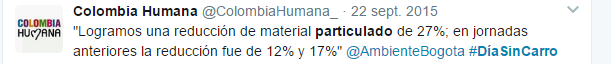 COLOMBIA
HUMANA
Colombia Humana @ColombiaHumana_ · 22 sept. 2015
"Logramos una reducción de material particulado de 27%; en jornadas
anteriores la reducción fue de 12% y 17%" @AmbienteBogota #DíaSinCarro